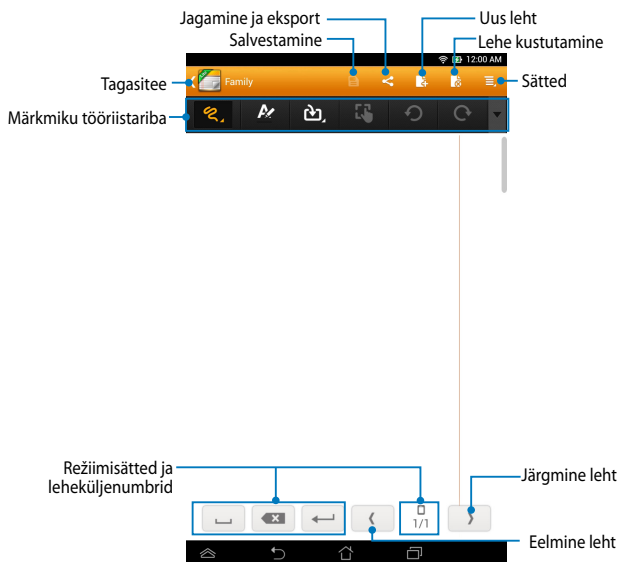 Jagamine ja eksport
Uus leht
Salvestamine
Lehe kustutamine
12:00 AM
Tagasitee
Family
Sätted
Märkmiku tööriistariba
Režiimisätted ja
leheküljenumbrid
Järgmine leht
1/1
Eelmine leht